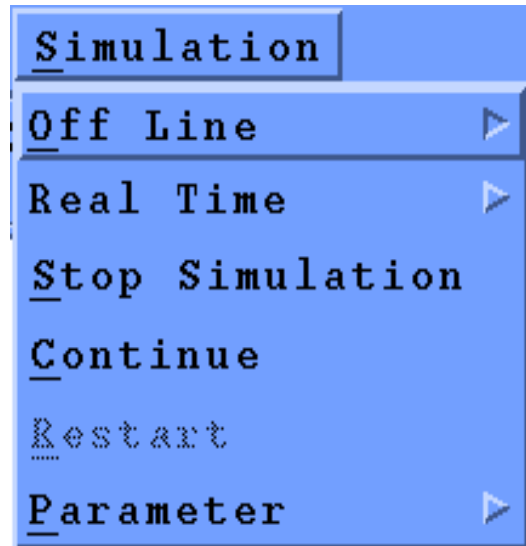 Simulation
Off Line
Real Time
Stop Simulation
Continue
Restart
Parameter